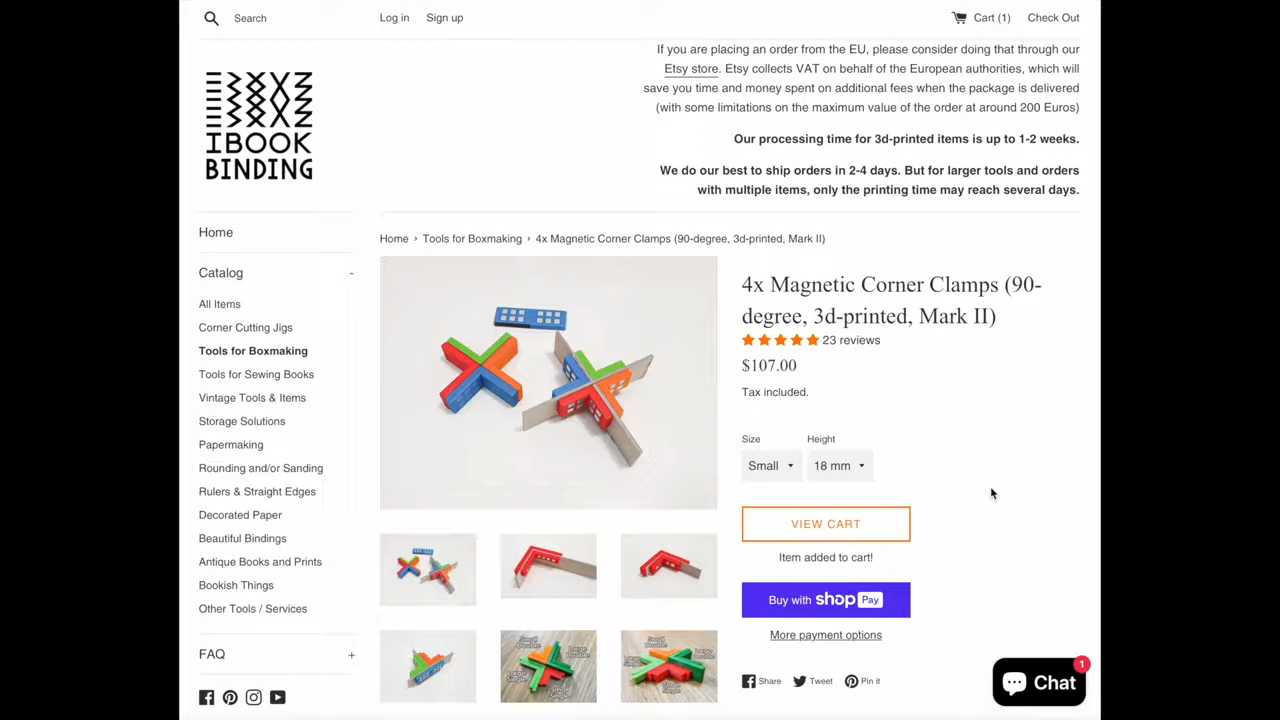 Search
Log in
Sign up
Cart (1)
Check Out
If you are placing an order from the EU, please consider doing that through our
Etsy store. Etsy collects VAT on behalf of the European authorities, which will
save you time and money spent on additional fees when the package is delivered
(with some limitations on the maximum value of the order at around 200 Euros)
Our processing time for 3d-printed items is up to 1-2 weeks.
We do our best to ship orders in 2-4 days. But for larger tools and orders
with multiple items, only the printing time may reach several days.
IBOOK
BINDING
Home
Catalog -
All Items
Corner Cutting Jigs
Tools for Boxmaking
Tools for Sewing Books
Vintage Tools & Items
Storage Solutions
Papermaking
Rounding and/or Sanding
Rulers & Straight Edges
Decorated Paper
Beautiful Bindings
Antique Books and Prints
Bookish Things
Other Tools / Services
FAQ +
Home › Tools for Boxmaking › 4x Magnetic Corner Clamps (90-degree, 3d-printed, Mark II)
4x Magnetic Corner Clamps (90-
degree, 3d-printed, Mark II)
23 reviews
$107.00
Tax included.
Size Height
Small 18 mm
VIEW CART
Item added to cart!
Buy with shop Pay
More payment options
Share Tweet Pin it
Chat
1